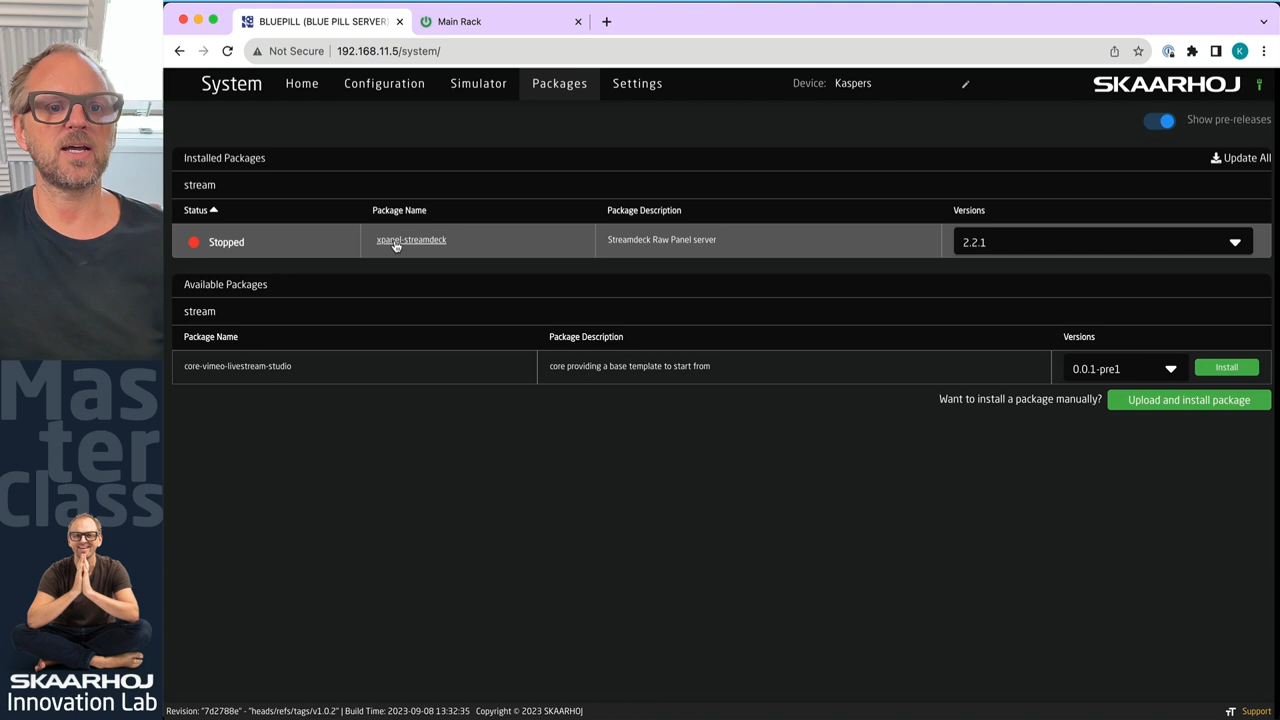 BLUEPILL (BLUE PILL SERVER)
Main Rack
Not Secure
192.168.11.5/system/
K
System
Home
Configuration
Simulator
Packages
Settings
Device:
Kaspers
SKAARHOJ
Show pre-releases
Installed Packages
Update All
stream
Status
Package Name
Package Description
Versions
Stopped
xpanel-streamdeck
Streamdeck Raw Panel server
2.2.1
Available Packages
stream
Package Name
Package Description
Versions
core-vimeo-livestream-studio
core providing a base template to start from
0.0.1-pre1
Install
Want to install a package manually?
Upload and install package
Mas
ter
Class
SKAARHOJ
Innovation Lab
Revision: "7d2788e" - "heads/refs/tags/v1.0.2" | Build Time: 2023-09-08 13:32:35 Copyright © 2023 SKAARHOJ
Support